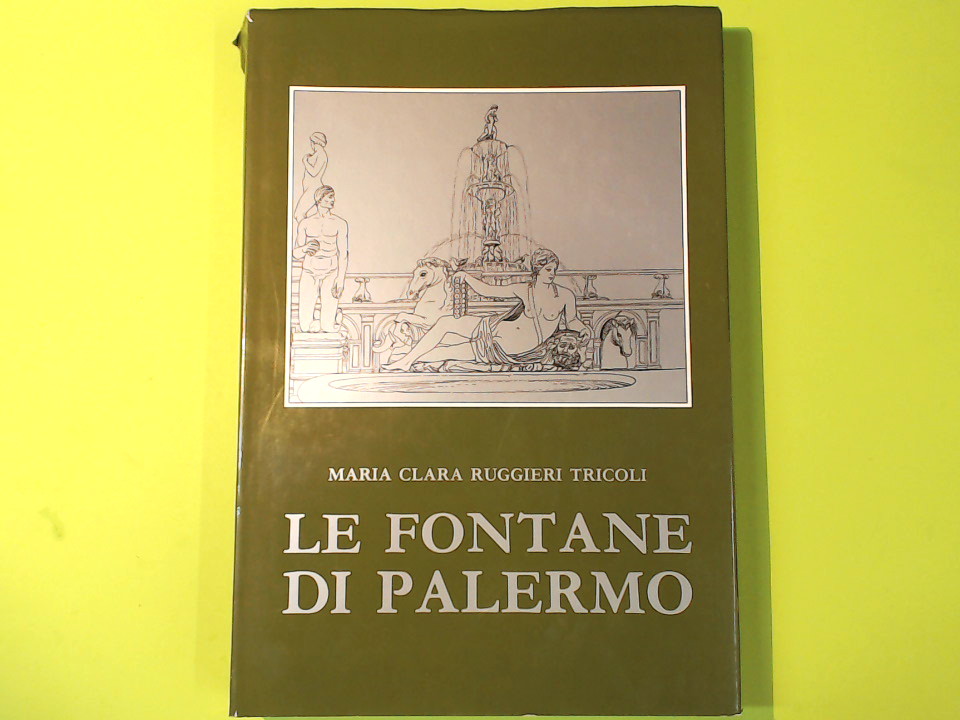 MARIA CLARA RUGGIERI TRICOLI
LE FONTANE
DI PALERMO